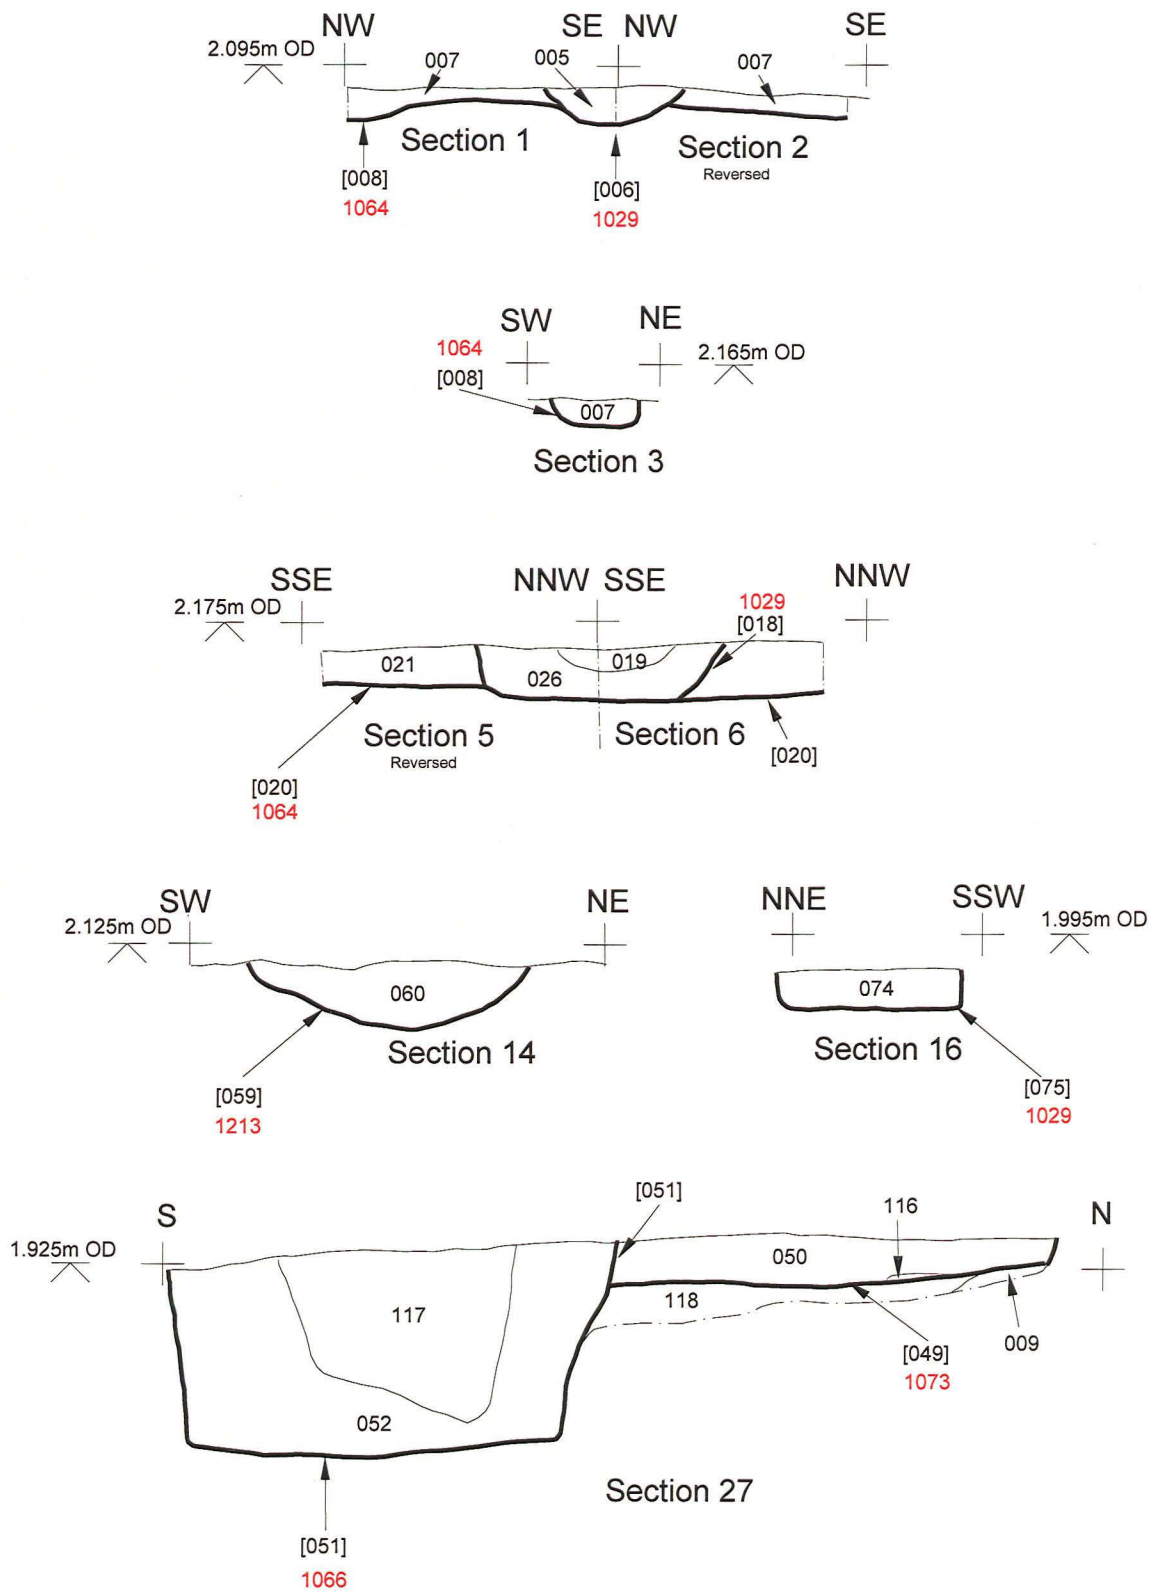 NW SE NW SE
2.095m OD
007 005 007
Section 1 Section 2
Reversed
[008] [006]
1064 1029
SW NE
1064 2.165m OD
[008]
007
Section 3
SSE NNW SSE NNW
2.175m OD 1029
[018]
021 019
026
Section 5 Section 6
Reversed
[020]
[020]
1064
SW NE
2.125m OD
060
Section 14
[059]
1213
NNE SSW
1.995m OD
074
Section 16
[075]
1029
S [051] 116 N
1.925m OD
050
117 118
009
[049]
1073
052
Section 27
[051]
1066